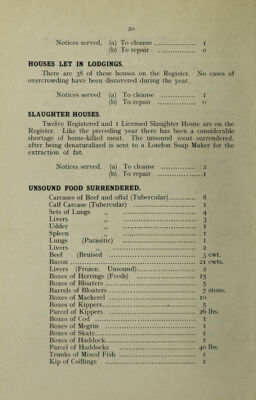 20
Notices served, (a) To cleanse ................ 1
(b) To repair ................ 0
HOUSES LET IN LODGINGS.
There are 38 of these houses on the Register. No cases of
overcrowding have been discovered during the year.
Notices served (a) To cleanse ................ 1
(b) To repair ................ 0
SLAUGHTER HOUSES.
Twelve Registered and 1 Licensed Slaughter House are on the
Register. Like the preceding year there has been a considerable
shortage of home-killed meat. The unsound meat surrendered,
after being denaturalized is sent to a London Soap Maker for the
extraction of fat.
Notices served. (a) To cleanse ................ 2
(b) To repair ................ 1
UNSOUND FOOD SURRENDERED.
Carcases of Beef and offal (Tubercular)........... 8
Calf Carcase (Tubercular) ........................ 1
Sets of Lungs ,, ........................ 4
Livers ,, ........................ 3
Udder ,, ........................ 1
Spleen ,, ........................ 1
Lungs (Parasitic) ........................ 1
Livers ,, ........................ 2
Beef (Bruised ........................ 3 cwt.
Bacon ........................ 21 cwts.
Livers (Frozen. Unsound)........................ 2
Boxes of Herrings (Fresh) ........................ 15
Boxes of Bloaters ........................ 5
Barrels of Bloaters ........................ 7 stone.
Boxes of Mackerel ........................ 10
Boxes of Kippers........................ 5
Parcel of Kippers ........................ 26 lbs.
Boxes of Cod ........................ 1
Boxes of Megrin ........................ 1
Boxes of Skate........................ 1
Boxes of Haddock........................ 1
Parcel of Haddocks ........................ 40 lbs.
Trunks of Mixed Fish ........................ 1
Kip of Codlings ........................ 1